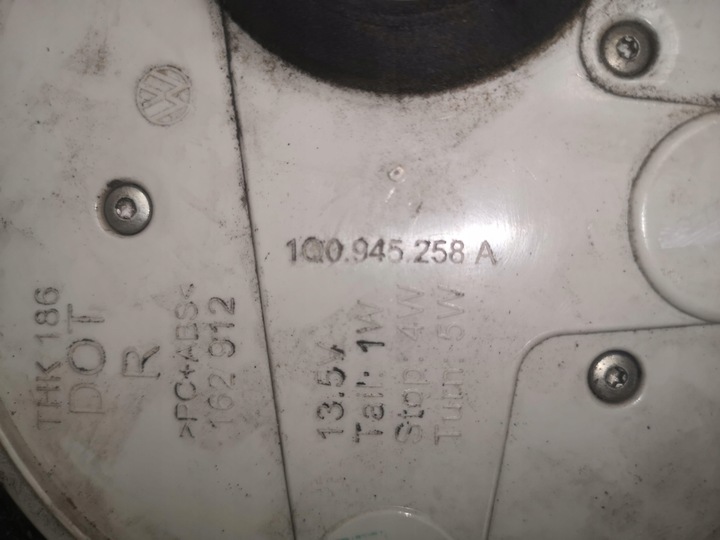 1Q0.945.258 A
THK 186
DOT
R
>PC+ABS<
162 912
13.5V
Tail: 1W
Stop: 4W
Turn: 5W